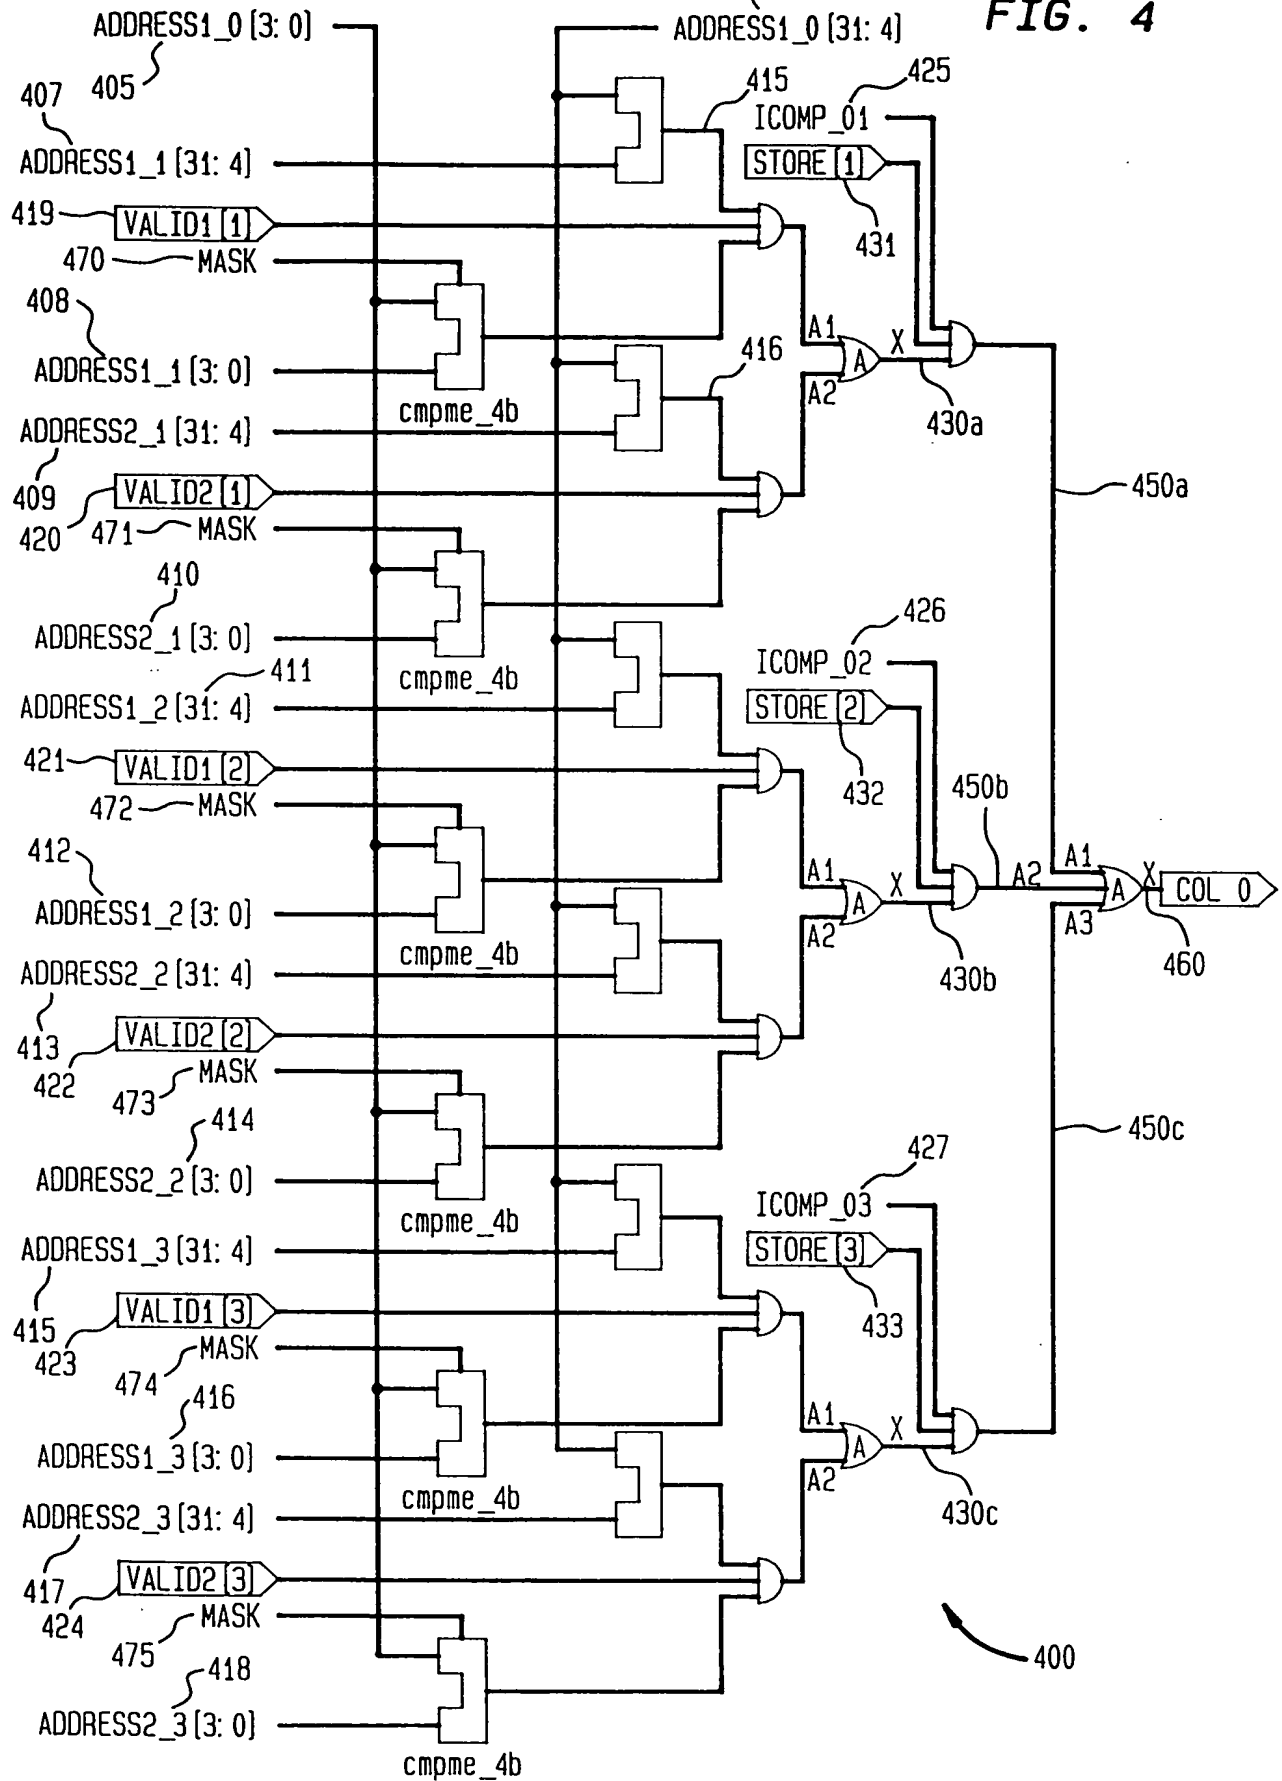 FIG. 4
ADDRESS1_0 [3: 0]
ADDRESS1_0 [31: 4]
405
407
415
425
ICOMP_01
ADDRESS1_1 [31: 4]
STORE [1]
419
VALID1 [1]
431
470
MASK
408
A1
X
A
ADDRESS1_1 [3: 0]
416
A2
cmpme_4b
430a
ADDRESS2_1 [31: 4]
409
VALID2 [1]
450a
420
471
MASK
410
426
ADDRESS2_1 [3: 0]
ICOMP_02
411
cmpme_4b
ADDRESS1_2 [31: 4]
STORE [2]
421
VALID1 [2]
432
450b
472
MASK
412
A1
X
A
A2
A1
A2
A
X
COL 0
ADDRESS1_2 [3: 0]
A3
cmpme_4b
430b
460
ADDRESS2_2 [31: 4]
413
VALID2 [2]
422
473
MASK
414
450c
427
ADDRESS2_2 [3: 0]
ICOMP_03
cmpme_4b
ADDRESS1_3 [31: 4]
STORE [3]
415
VALID1 [3]
433
423
MASK
474
416
A1
X
A
ADDRESS1_3 [3: 0]
A2
cmpme_4b
430c
ADDRESS2_3 [31: 4]
417
VALID2 [3]
424
MASK
475
418
400
ADDRESS2_3 [3: 0]
cmpme_4b